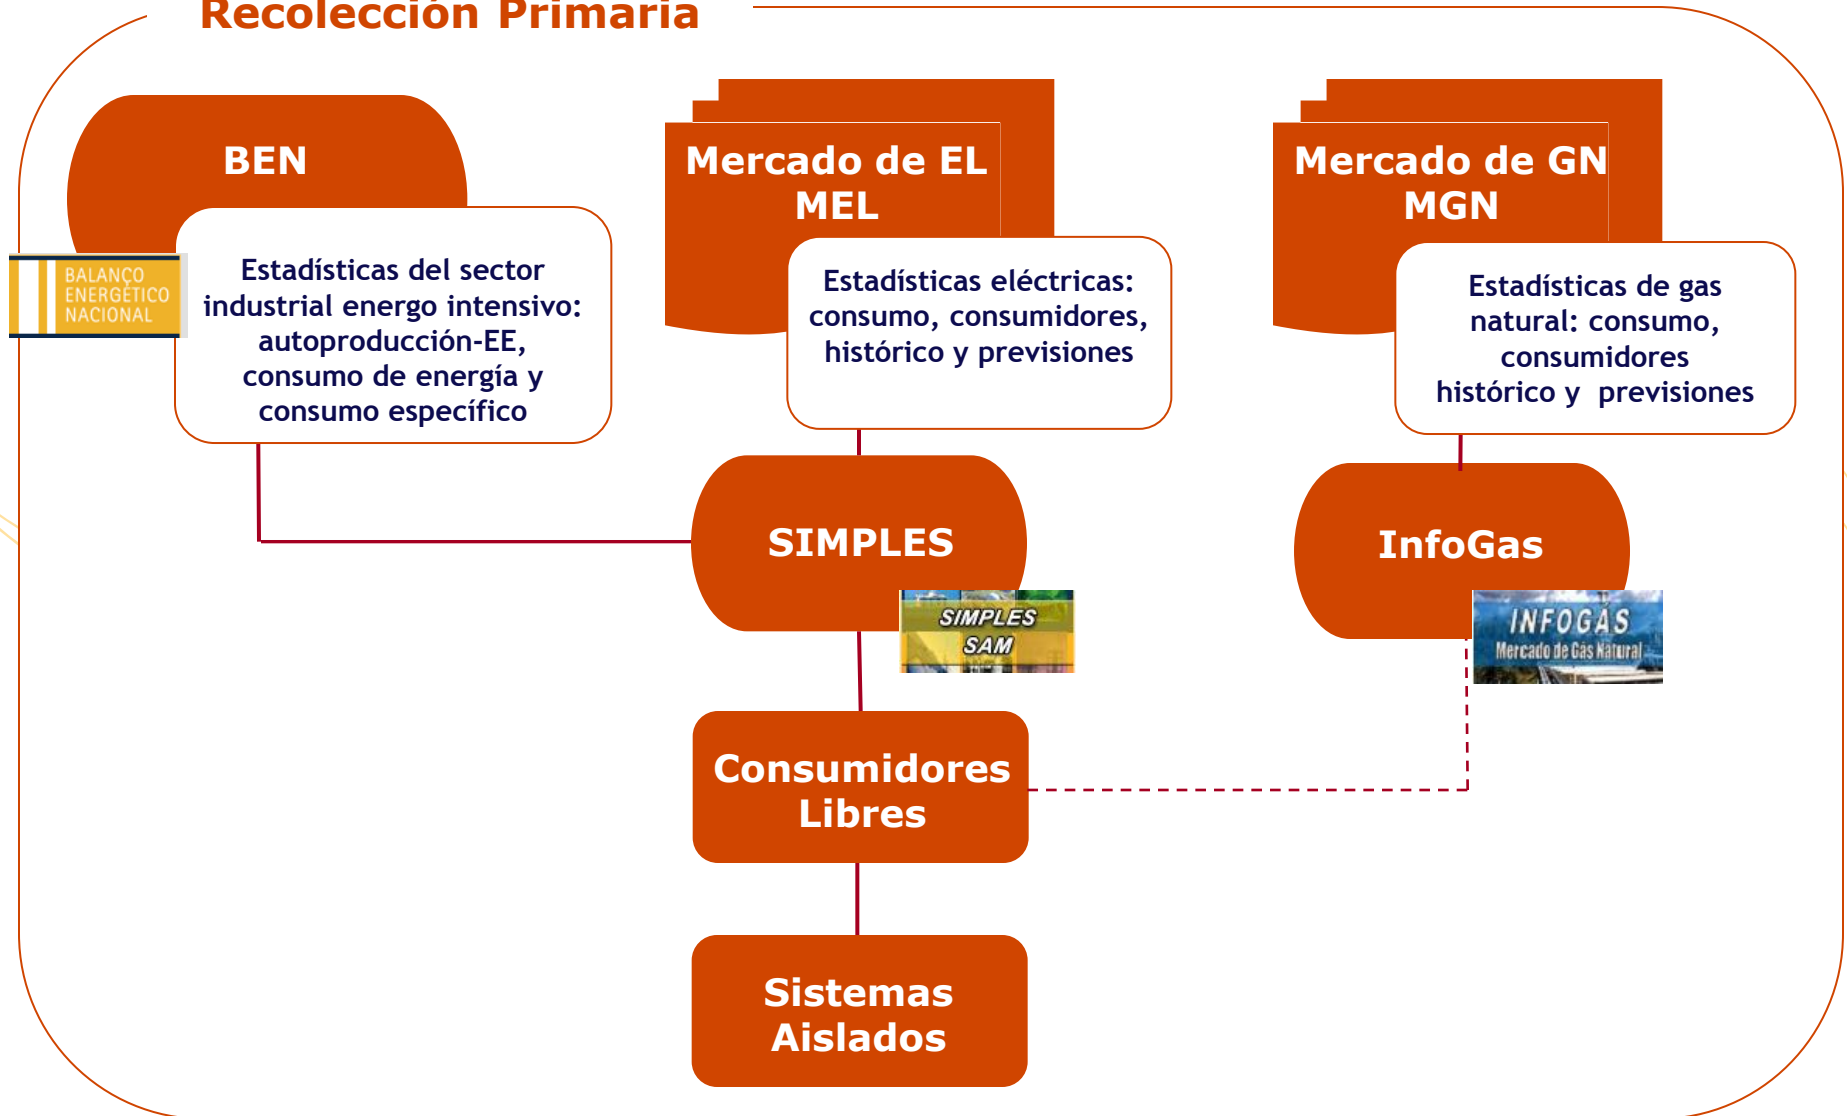 Recolección Primaria
BEN
BALANÇO
ENERGÉTICO
NACIONAL
Estadísticas del sector
industrial energo intensivo:
autoproducción-EE,
consumo de energía y
consumo específico
Mercado de EL
MEL
Estadísticas eléctricas:
consumo, consumidores,
histórico y previsiones
Mercado de GN
MGN
Estadísticas de gas
natural: consumo,
consumidores
histórico y  previsiones
SIMPLES
SIMPLES
SAM
InfoGas
INFOGÁS
Mercado de Gás Natural
Consumidores
Libres
Sistemas
Aislados